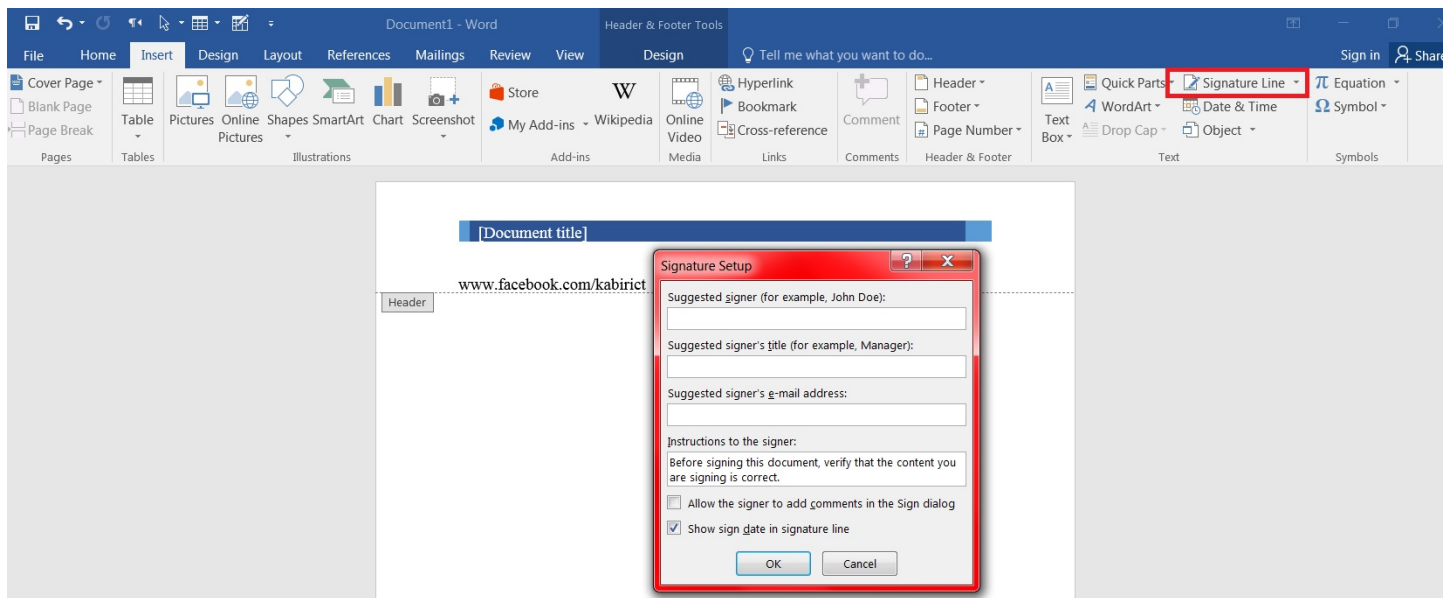 Document1 - Word
Header & Footer Tools
File Home Insert Design Layout References Mailings Review View Design Tell me what you want to do... Sign in Share
Cover Page
Blank Page
Page Break
Pages
Table
Tables
Pictures Online Pictures Shapes SmartArt Chart Screenshot
Illustrations
Store
My Add-ins
W
Wikipedia
Add-ins
Online Video
Media
Hyperlink
Bookmark
Cross-reference
Links
Comment
Comments
Header
Footer
# Page Number
Header & Footer
A
Text Box
Quick Parts
A WordArt
A Drop Cap
Signature Line
Date & Time
Object
Text
π Equation
Ω Symbol
Symbols
[Document title]
www.facebook.com/kabirict
Header
Signature Setup
? X
Suggested signer (for example, John Doe):
Suggested signer's title (for example, Manager):
Suggested signer's e-mail address:
Instructions to the signer:
Before signing this document, verify that the content you
are signing is correct.
Allow the signer to add comments in the Sign dialog
Show sign date in signature line
OK Cancel